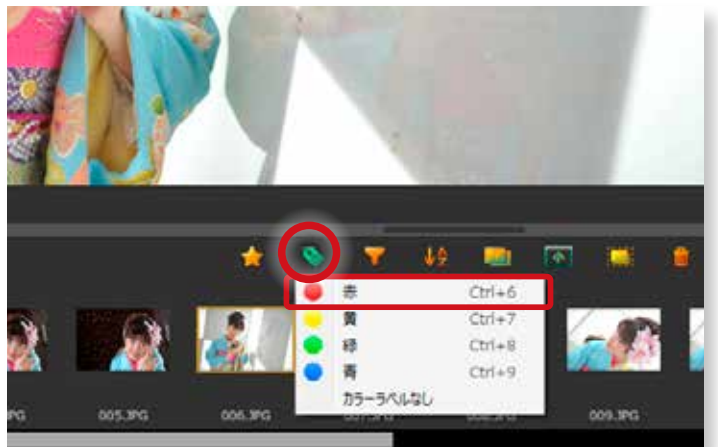 赤 Ctrl+6
黄 Ctrl+7
緑 Ctrl+8
青 Ctrl+9
カラーラベルなし
005.JPG
006.JPG
009.JPG